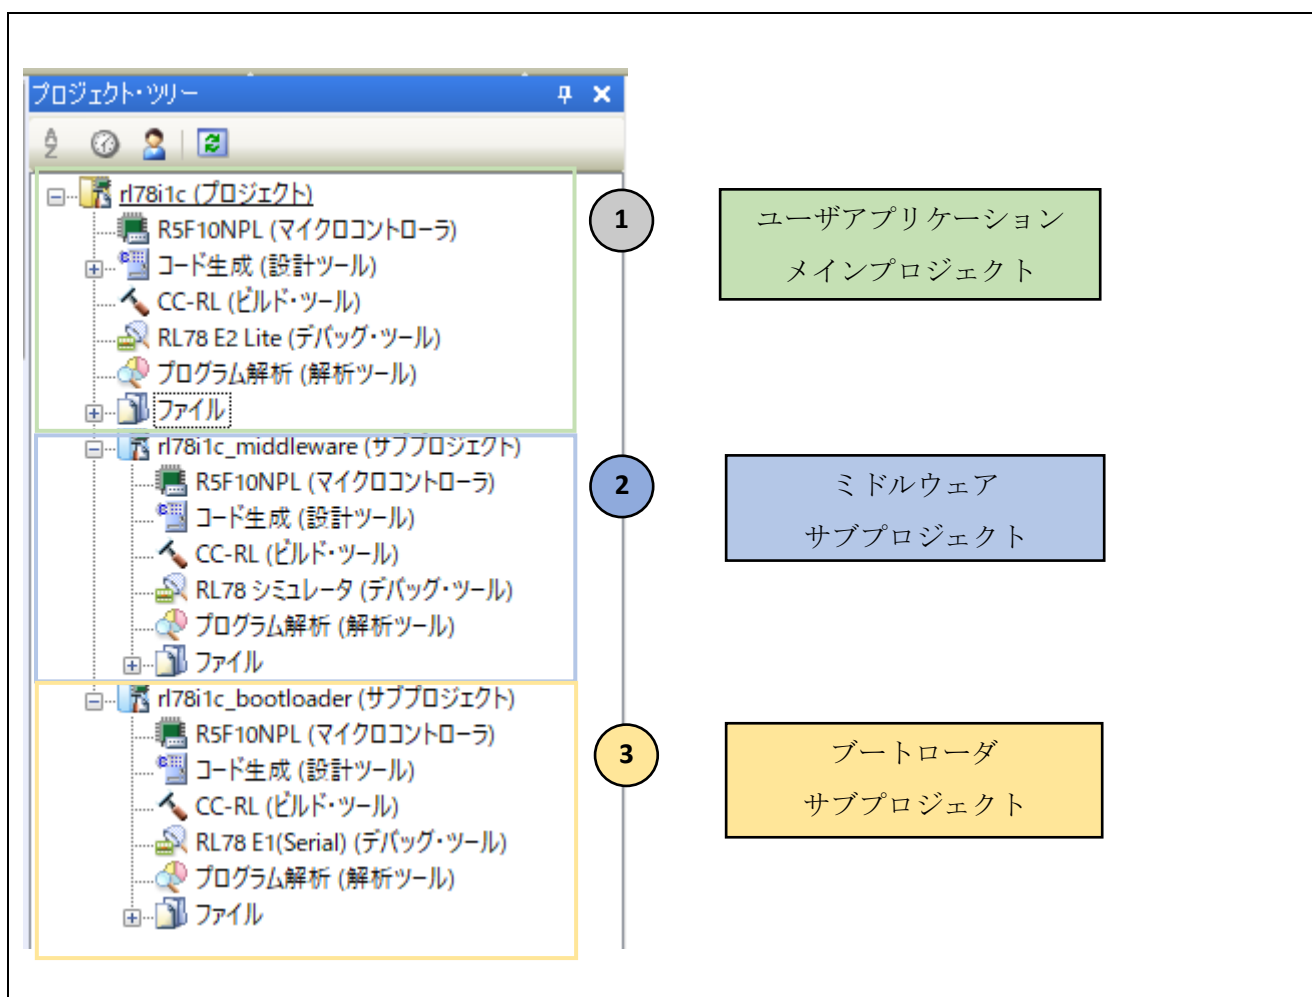 プロジェクト・ツリー
rl78i1c (プロジェクト)
R5F10NPL (マイクロコントローラ)
コード生成 (設計ツール)
CC-RL (ビルド・ツール)
RL78 E2 Lite (デバッグ・ツール)
プログラム解析 (解析ツール)
ファイル
1
ユーザアプリケーション
メインプロジェクト
rl78i1c_middleware (サブプロジェクト)
R5F10NPL (マイクロコントローラ)
コード生成 (設計ツール)
CC-RL (ビルド・ツール)
RL78 シミュレータ (デバッグ・ツール)
プログラム解析 (解析ツール)
ファイル
2
ミドルウェア
サブプロジェクト
rl78i1c_bootloader (サブプロジェクト)
R5F10NPL (マイクロコントローラ)
コード生成 (設計ツール)
CC-RL (ビルド・ツール)
RL78 E1(Serial) (デバッグ・ツール)
プログラム解析 (解析ツール)
ファイル
3
ブートローダ
サブプロジェクト